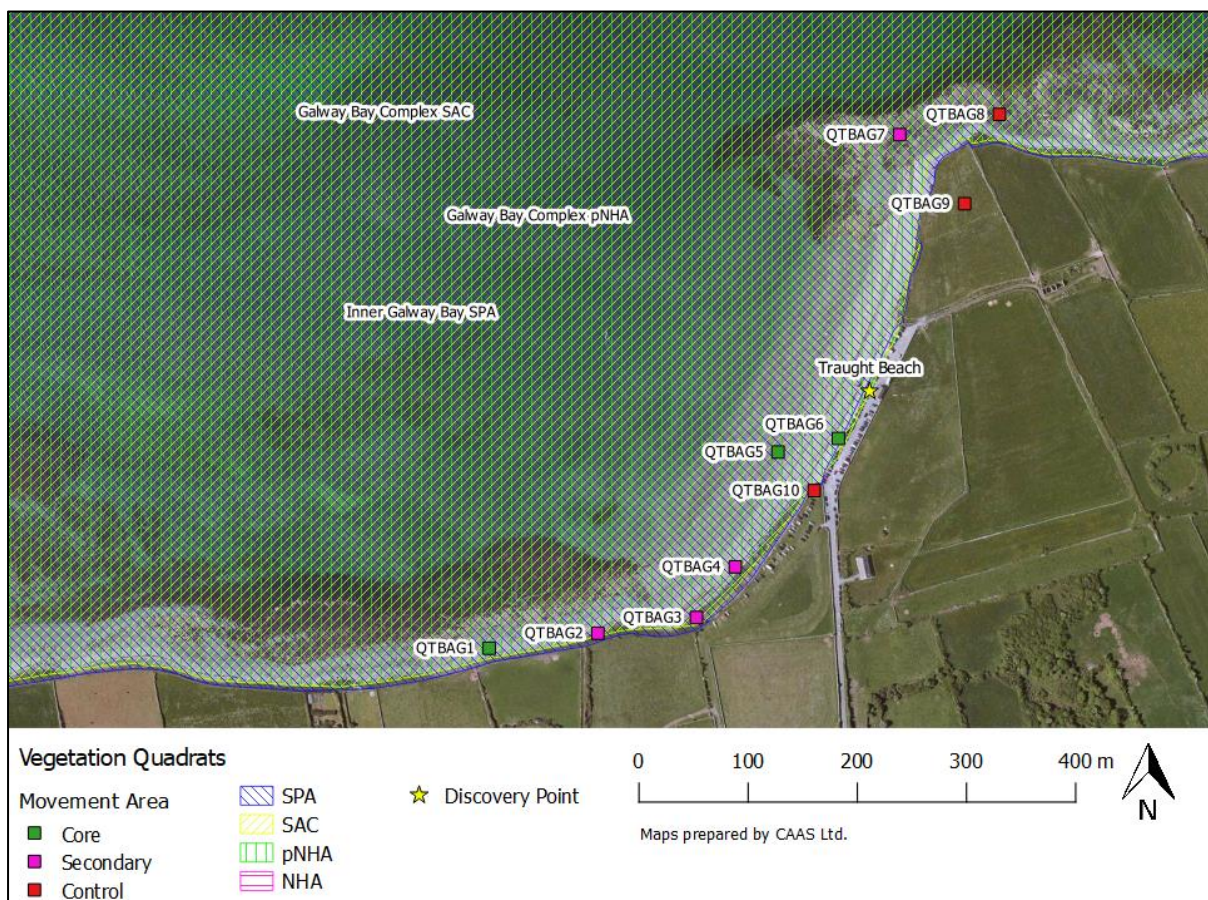 Galway Bay Complex SAC
QTBAG8
QTBAG7
QTBAG9
Galway Bay Complex pNHA
Inner Galway Bay SPA
Traught Beach
QTBAG6
QTBAG5
QTBAG10
QTBAG4
QTBAG3
QTBAG2
QTBAG1
Vegetation Quadrats
Movement Area
Core
Secondary
Control
SPA
SAC
pNHA
NHA
Discovery Point
0 100 200 300 400 m
Maps prepared by CAAS Ltd.
N